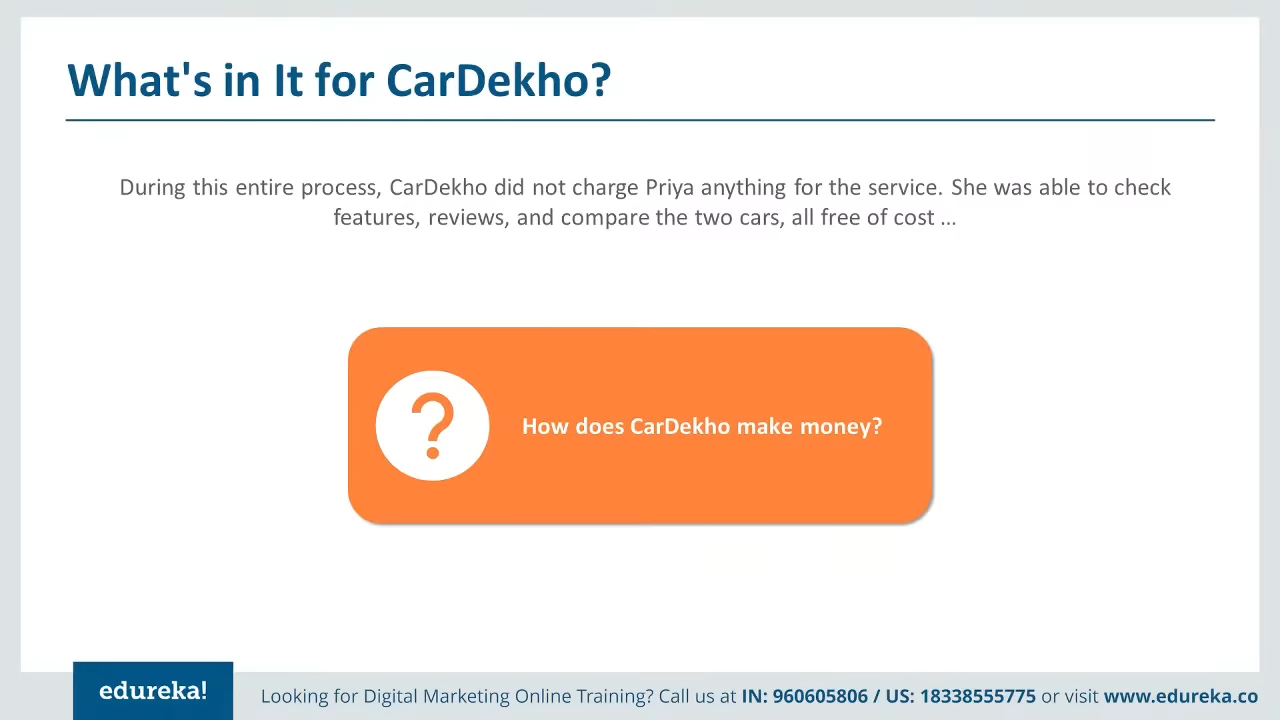 What's in It for CarDekho?
During this entire process, CarDekho did not charge Priya anything for the service. She was able to check
features, reviews, and compare the two cars, all free of cost ...
?
How does CarDekho make money?
edureka!
Looking for Digital Marketing Online Training? Call us at IN: 960605806 / US: 18338555775 or visit www.edureka.co